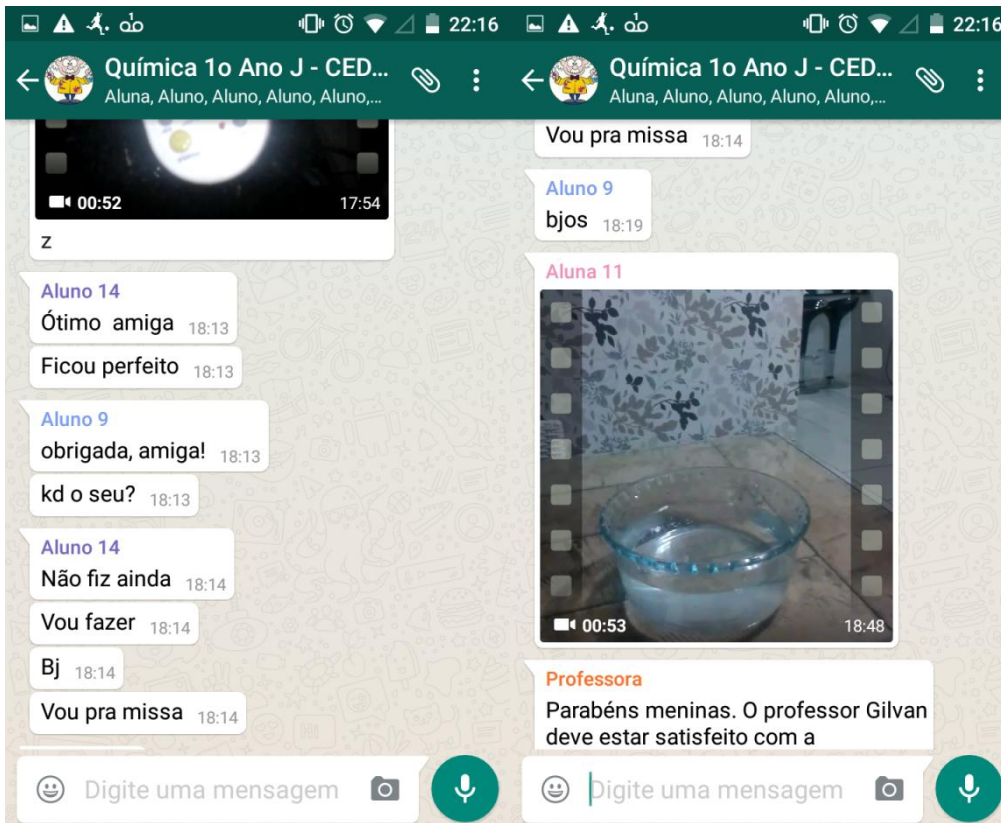 22:16
Química 1o Ano J - CED...
Aluna, Aluno, Aluno, Aluno, Aluno,...
00:52
17:54
z
Aluno 14
Ótimo amiga 18:13
Ficou perfeito 18:13
Aluno 9
obrigada, amiga! 18:13
kd o seu? 18:13
Aluno 14
Não fiz ainda 18:14
Vou fazer 18:14
Bj 18:14
Vou pra missa 18:14
Digite uma mensagem
22:16
Química 1o Ano J - CED...
Aluna, Aluno, Aluno, Aluno, Aluno,...
Vou pra missa 18:14
Aluno 9
bjos 18:19
Aluna 11
00:53
18:48
Professora
Parabéns meninas. O professor Gilvan
deve estar satisfeito com a
Digite uma mensagem